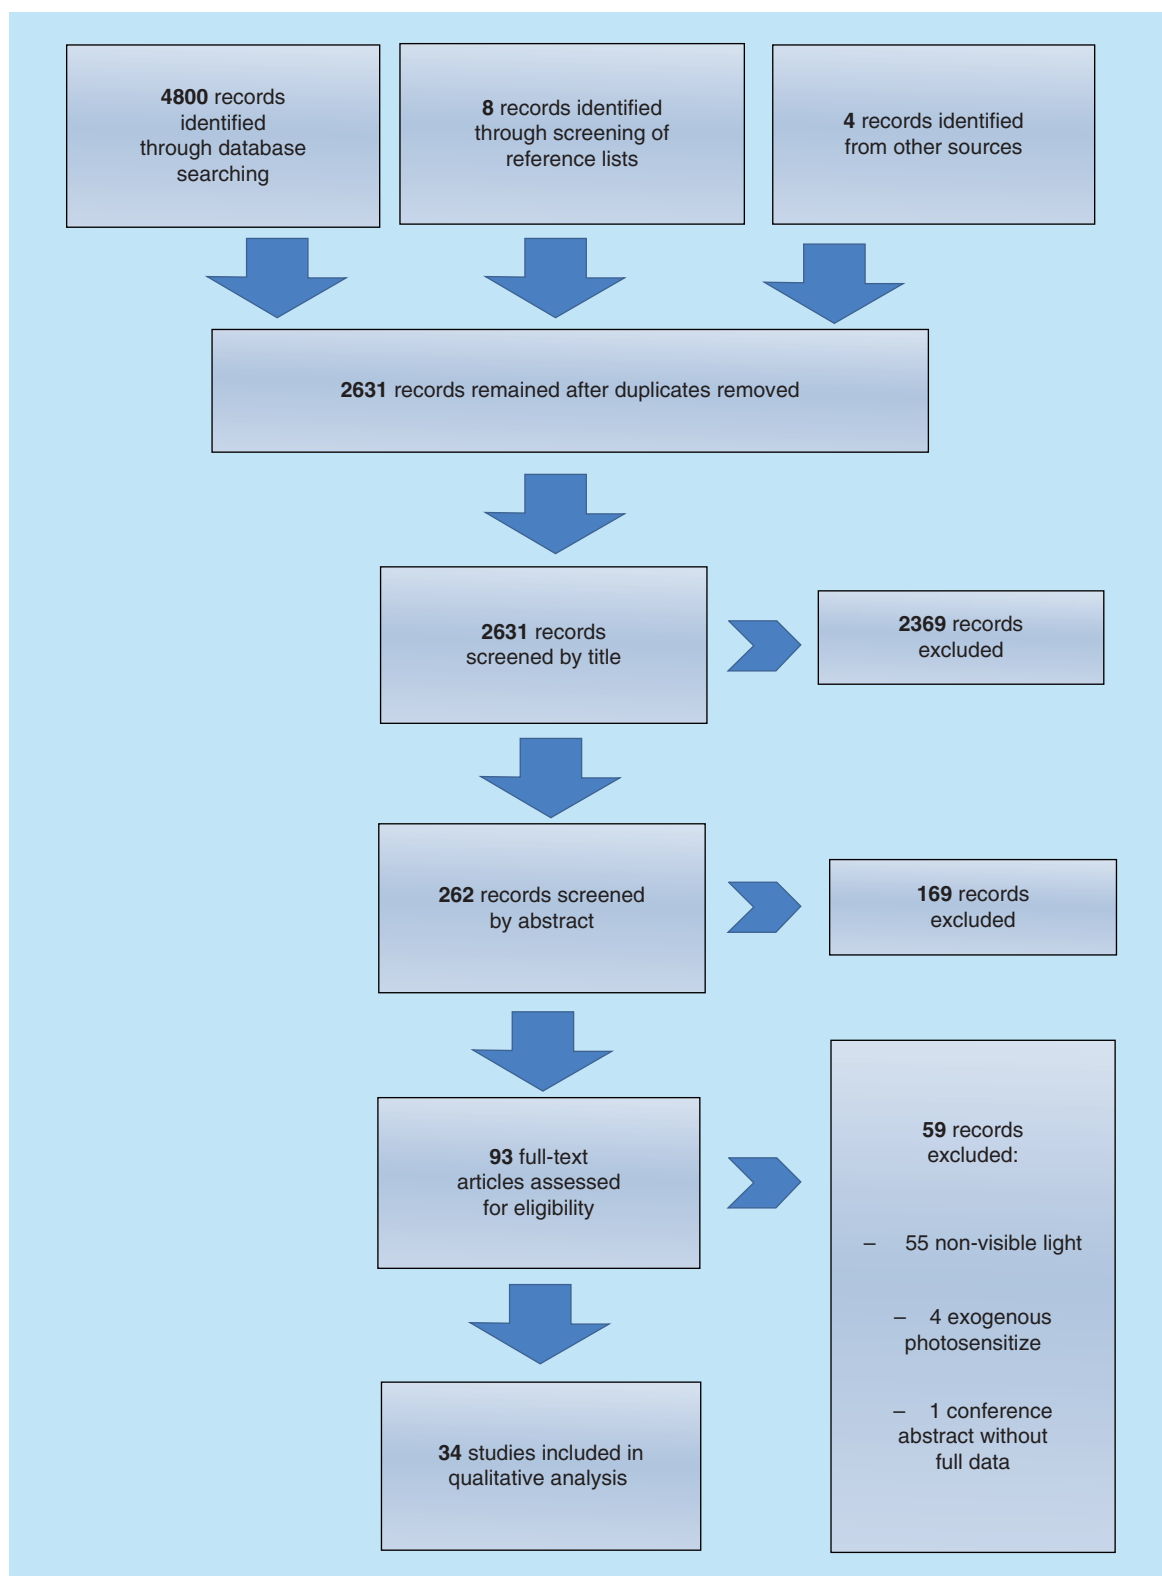 4800 records
identified
through database
searching
8 records identified
through screening of
reference lists
4 records identified
from other sources
2631 records remained after duplicates removed
2631 records
screened by title
2369 records
excluded
262 records screened
by abstract
169 records
excluded
93 full-text
articles assessed
for eligibility
59 records
excluded:
– 55 non-visible light
– 4 exogenous
photosensitize
– 1 conference
abstract without
full data
34 studies included in
qualitative analysis